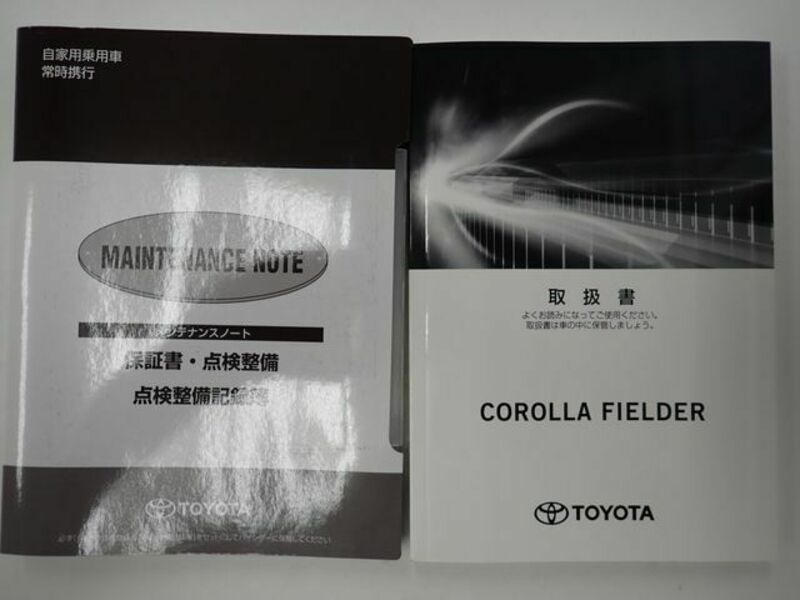 自家用乗用車
常時携行
MAINTENANCE NOTE
メンテナンスノート
保証書・点検整備
点検整備記録簿
TOYOTA
取扱書
よくお読みになってご使用ください。
取扱書は車の中に保管しましょう。
COROLLA FIELDER
TOYOTA